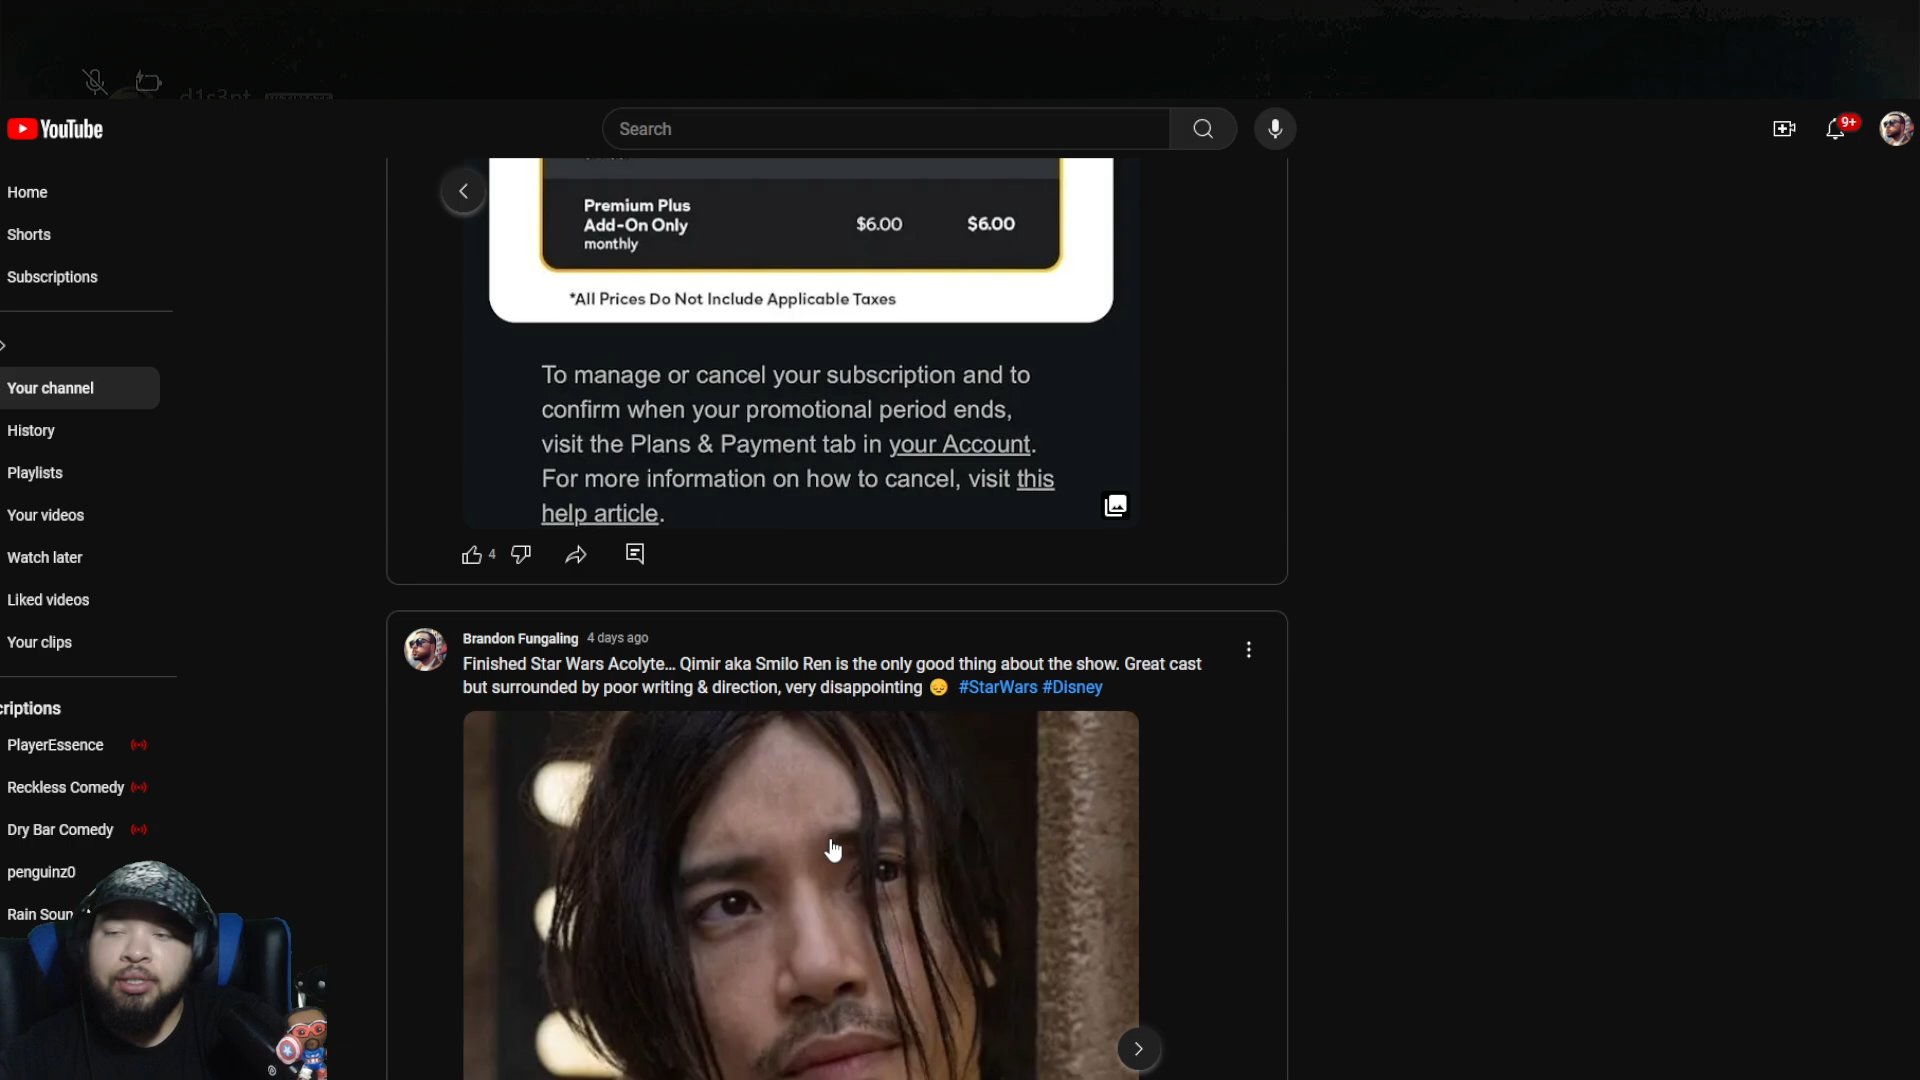 d1s3pt
YouTube
Search
9+
Home
Shorts
Subscriptions
Your channel
History
Playlists
Your videos
Watch later
Liked videos
Your clips
criptions
PlayerEssence
Reckless Comedy
Dry Bar Comedy
penguinz0
Rain Soun
Premium Plus
Add-On Only
monthly
$6.00 $6.00
*All Prices Do Not Include Applicable Taxes
To manage or cancel your subscription and to
confirm when your promotional period ends,
visit the Plans & Payment tab in your Account.
For more information on how to cancel, visit this
help article.
4
Brandon Fungaling 4 days ago
Finished Star Wars Acolyte... Qimir aka Smilo Ren is the only good thing about the show. Great cast
but surrounded by poor writing & direction, very disappointing 😞 #StarWars #Disney